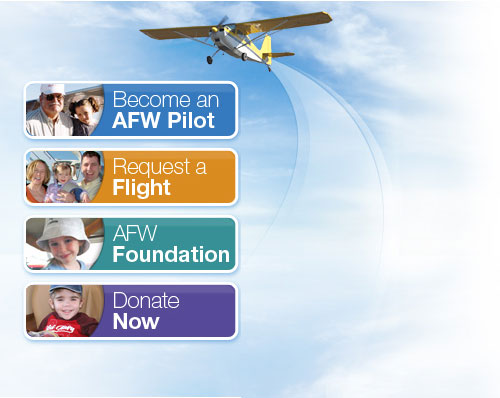 Become an
AFW Pilot
Request a
Flight
AFW
Foundation
Donate
Now